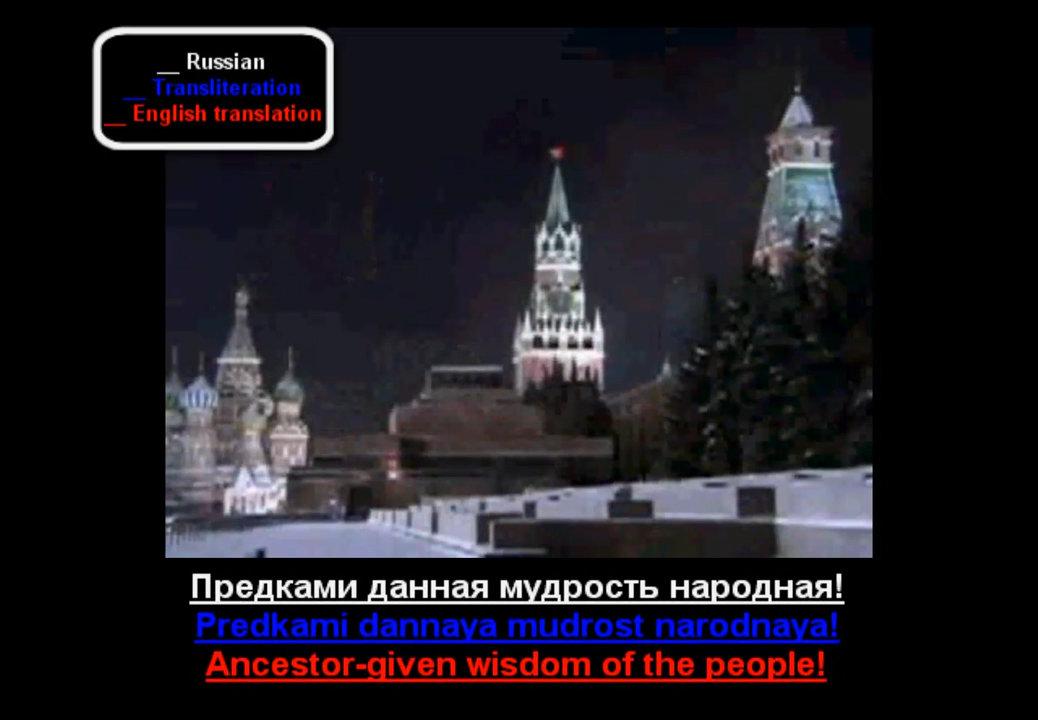 __ Russian
__ Transliteration
__ English translation
Предками данная мудрость народная!
Predkami dannaya mudrost narodnaya!
Ancestor-given wisdom of the people!